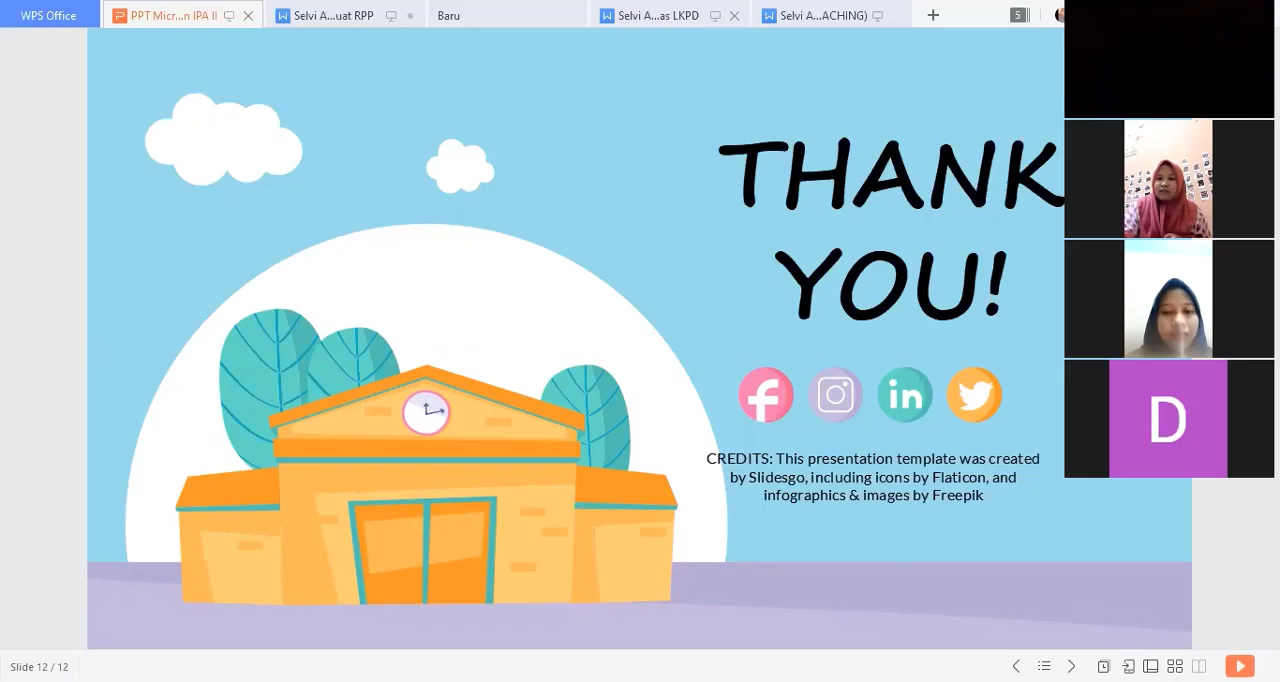 WPS Office
PPT Micr...n IPA II
Selvi A...uat RPP
Baru
Selvi A...as LKPD
Selvi A...ACHING)
5
THANK
YOU!
f
in
CREDITS: This presentation template was created
by Slidesgo, including icons by Flaticon, and
infographics & images by Freepik
D
Slide 12 / 12